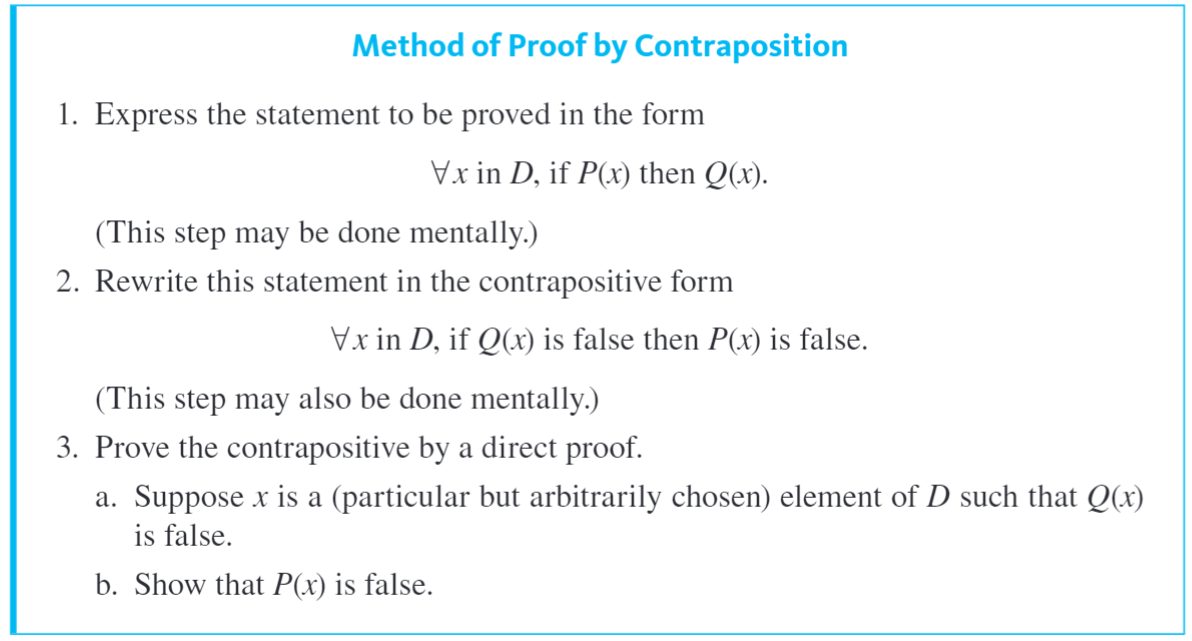 Method of Proof by Contraposition
1. Express the statement to be proved in the form
∀x in D, if P(x) then Q(x).
(This step may be done mentally.)
2. Rewrite this statement in the contrapositive form
∀x in D, if Q(x) is false then P(x) is false.
(This step may also be done mentally.)
3. Prove the contrapositive by a direct proof.
a. Suppose x is a (particular but arbitrarily chosen) element of D such that Q(x)
is false.
b. Show that P(x) is false.